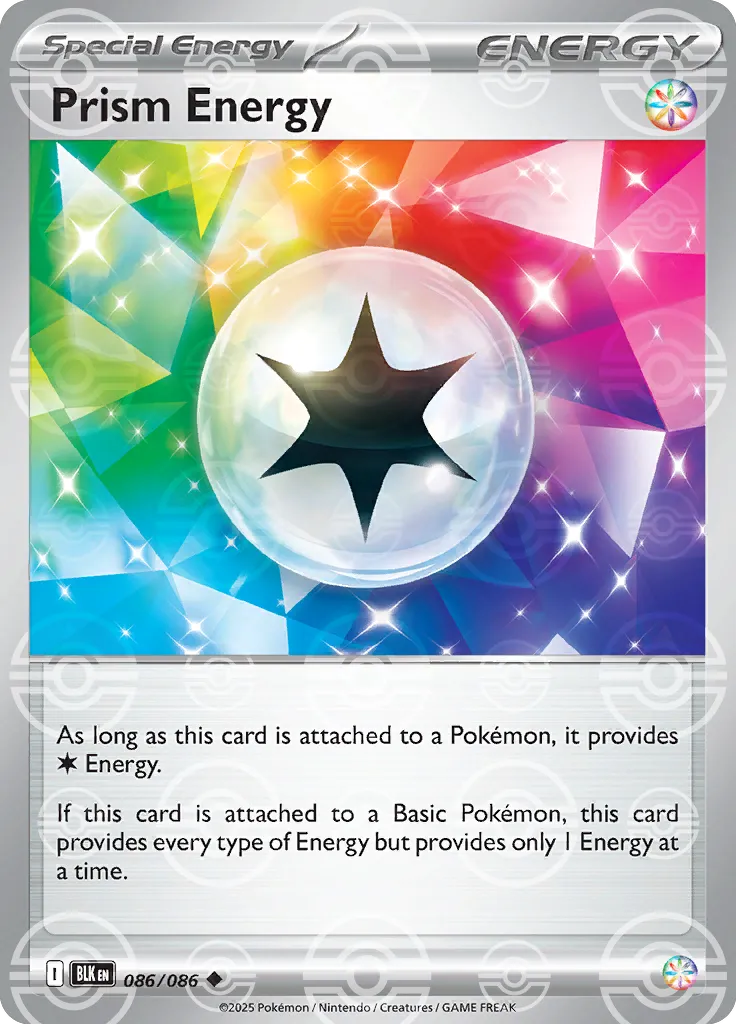 Special Energy
ENERGY
Prism Energy
As long as this card is attached to a Pokémon, it provides
Energy.
If this card is attached to a Basic Pokémon, this card
provides every type of Energy but provides only 1 Energy at
a time.
I BLK EN 086/086
©2025 Pokémon / Nintendo / Creatures / GAME FREAK